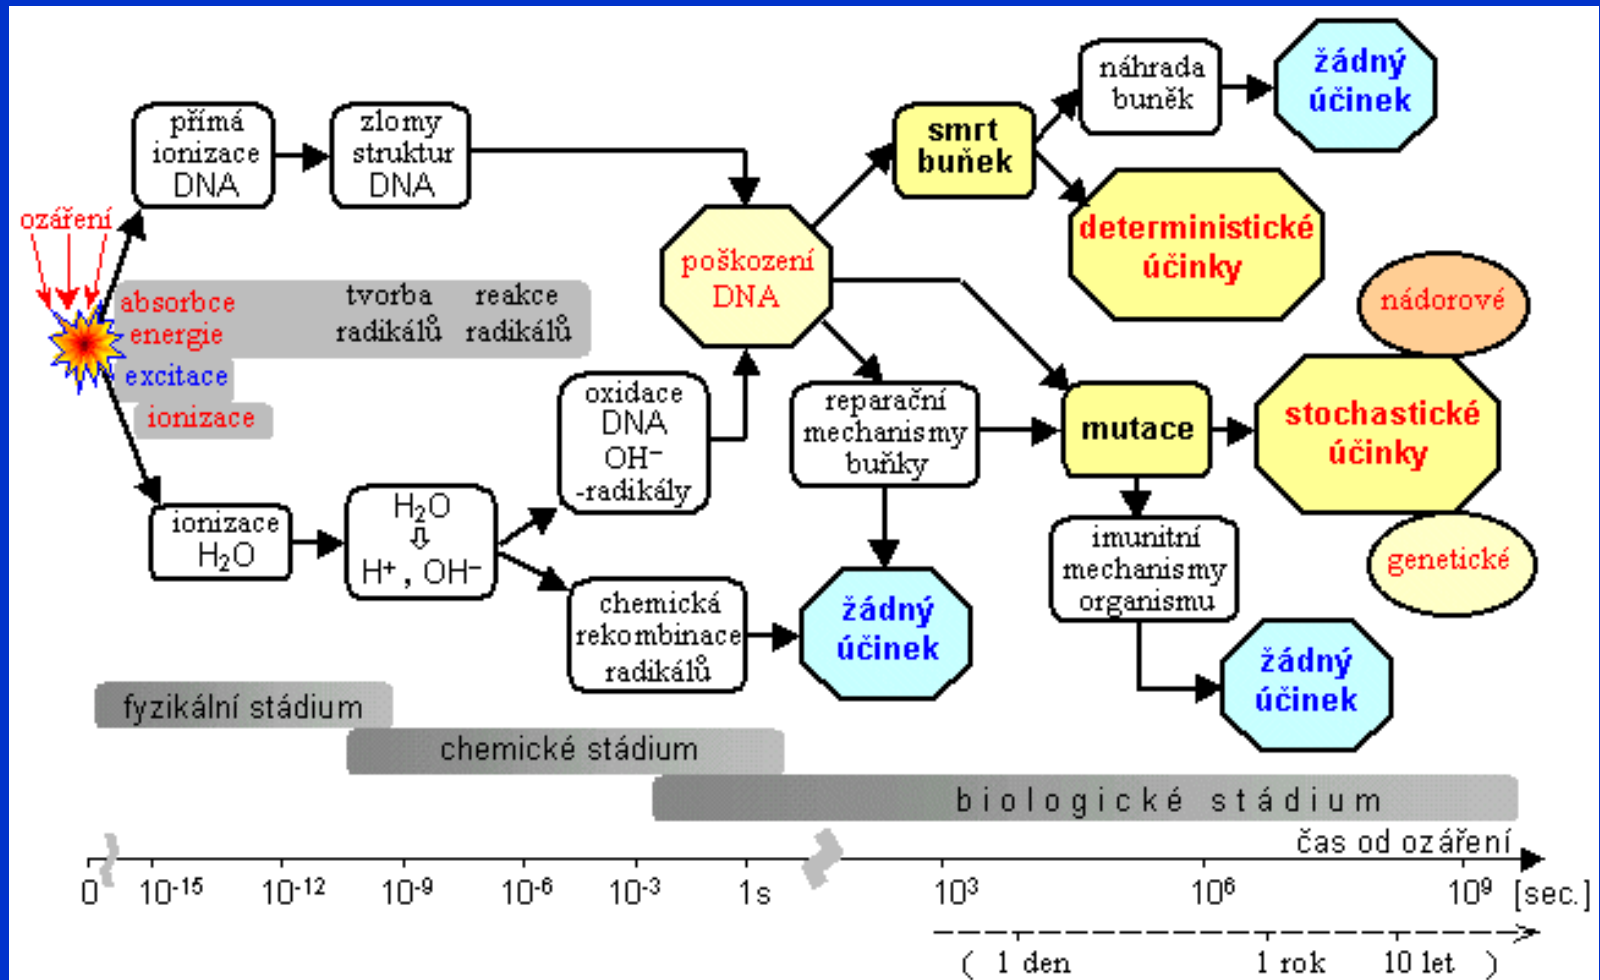 přímá
ionizace
DNA
zlomy
struktur
DNA
ozáření
absorbce
energie
excitace
ionizace
tvorba
radikálů
reakce
radikálů
ionizace
H₂O
H₂O
⇩
H⁺ , OH⁻
oxidace
DNA
OH⁻
-radikály
chemická
rekombinace
radikálů
žádný
účinek
poškození
DNA
smrt
buňek
náhrada
buněk
žádný
účinek
deterministické
účinky
reparační
mechanismy
buňky
mutace
stochastické
účinky
nádorové
genetické
imunitní
mechanismy
organismu
žádný
účinek
fyzikální stádium
chemické stádium
biologické stádium
čas od ozáření
0 10⁻¹⁵ 10⁻¹² 10⁻⁹ 10⁻⁶ 10⁻³ 1s 10³ 10⁶ 10⁹ [sec.]
( 1 den 1 rok 10 let )